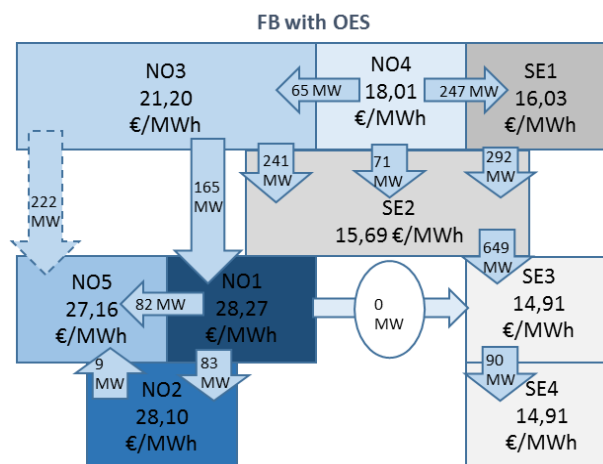 FB with OES
NO3
21,20
€/MWh
65 MW
NO4
18,01
€/MWh
247 MW
SE1
16,03
€/MWh
222
MW
165
MW
241
MW
71
MW
292
MW
SE2
15,69 €/MWh
649
MW
NO5
27,16
€/MWh
82 MW
NO1
28,27
€/MWh
0
MW
SE3
14,91
€/MWh
9
MW
83
MW
90
MW
NO2
28,10
€/MWh
SE4
14,91
€/MWh